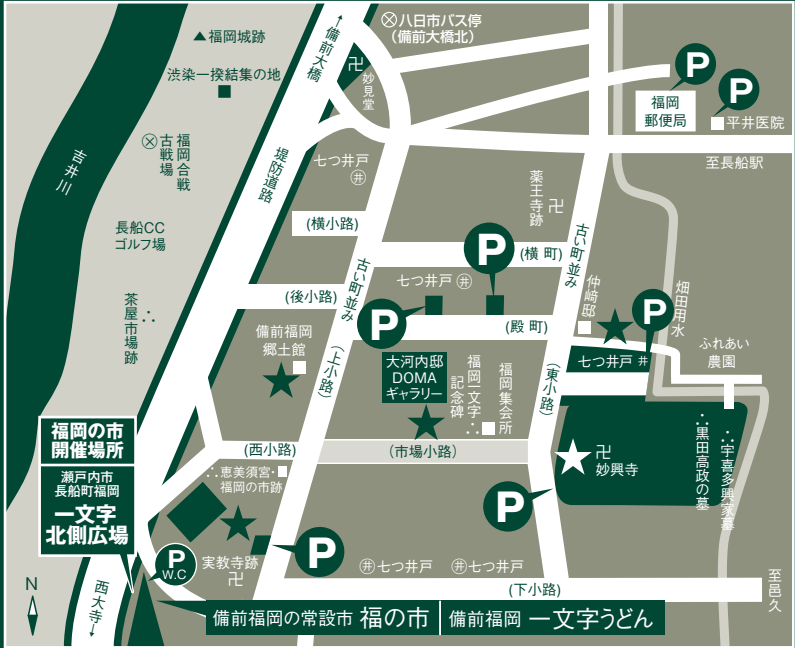 ↑備前大橋
八日市バス停
(備前大橋北)
▲福岡城跡
渋染一揆結集の地
卍妙見堂
P
P
福岡
郵便局
平井医院
至長船駅
吉井川
福岡合戦
古戦場
堤防道路
七つ井戸
井
薬王寺跡
卍
長船CC
ゴルフ場
(横小路)
P
(横町)
古い町並み
古い町並み
七つ井戸 井
仲﨑邸
畑田用水
(後小路)
P
P
茶屋市場跡
(殿町)
ふれあい
農園
備前福岡
郷土館
(上小路)
大河内邸
DOMA
ギャラリー
福岡一文字
記念碑
福岡集会所
(東小路)
七つ井戸 井
福岡の市
開催場所
瀬戸内市
長船町福岡
一文字
北側広場
(西小路)
(市場小路)
卍
妙興寺
∴黒田高政の墓
∴宇喜多興家墓
∴恵美須宮・
福岡の市跡
P
P
P
W.C
実教寺跡
卍
井七つ井戸
井七つ井戸
(下小路)
至邑久
N
西大寺→
備前福岡の常設市 福の市
備前福岡 一文字うどん